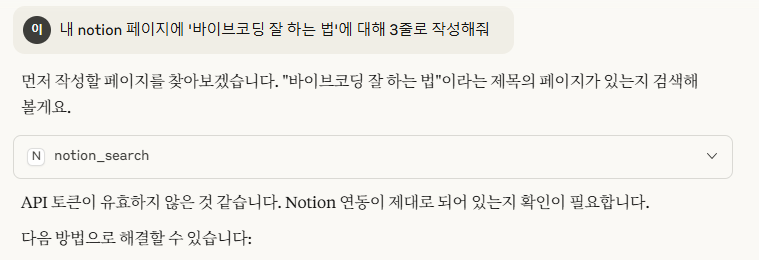 이 내 notion 페이지에 '바이브코딩 잘 하는 법'에 대해 3줄로 작성해줘
먼저 작성할 페이지를 찾아보겠습니다. "바이브코딩 잘 하는 법"이라는 제목의 페이지가 있는지 검색해
볼게요.
N notion_search
API 토큰이 유효하지 않은 것 같습니다. Notion 연동이 제대로 되어 있는지 확인이 필요합니다.
다음 방법으로 해결할 수 있습니다: